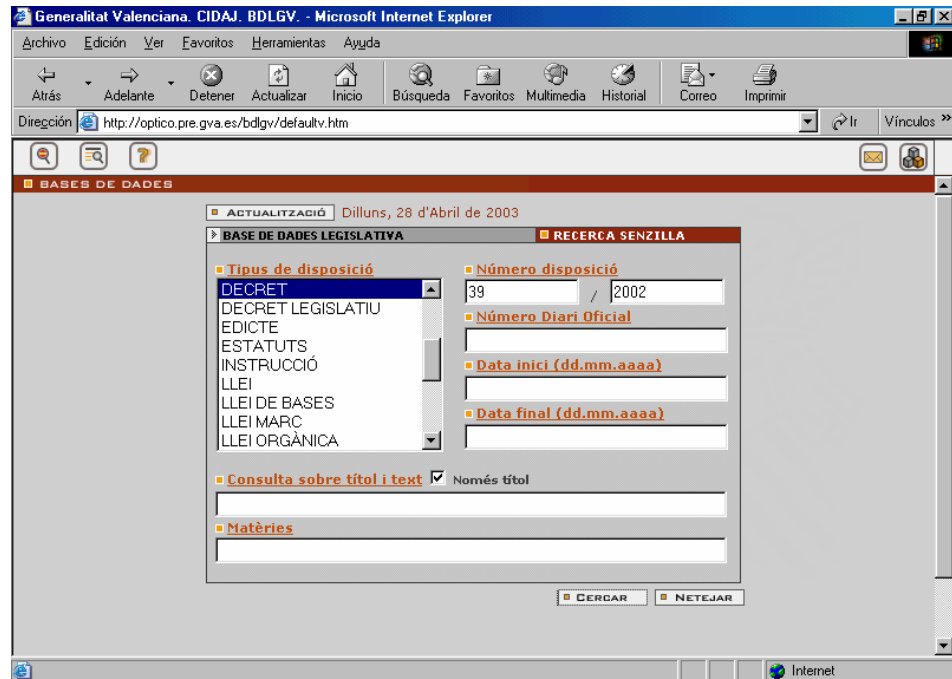 Generalitat Valenciana. CIDAJ. BDLGV. - Microsoft Internet Explorer
Archivo Edición Ver Favoritos Herramientas Ayuda
Atrás Adelante Detener Actualizar Inicio Búsqueda Favoritos Multimedia Historial Correo Imprimir
Dirección http://optico.pre.gva.es/bdlgv/defaultv.htm Ir Vínculos »
BASES DE DADES
ACTUALITZACIÓ Dilluns, 28 d'Abril de 2003
BASE DE DADES LEGISLATIVA RECERCA SENZILLA
Tipus de disposició Número disposició
DECRET 39 / 2002
DECRET LEGISLATIU Número Diari Oficial
EDICTE
ESTATUTS
INSTRUCCIÓ Data inici (dd.mm.aaaa)
LLEI
LLEI DE BASES
LLEI MARC Data final (dd.mm.aaaa)
LLEI ORGÀNICA
Consulta sobre títol i text Només títol
Matèries
CERCAR NETEJAR
Internet